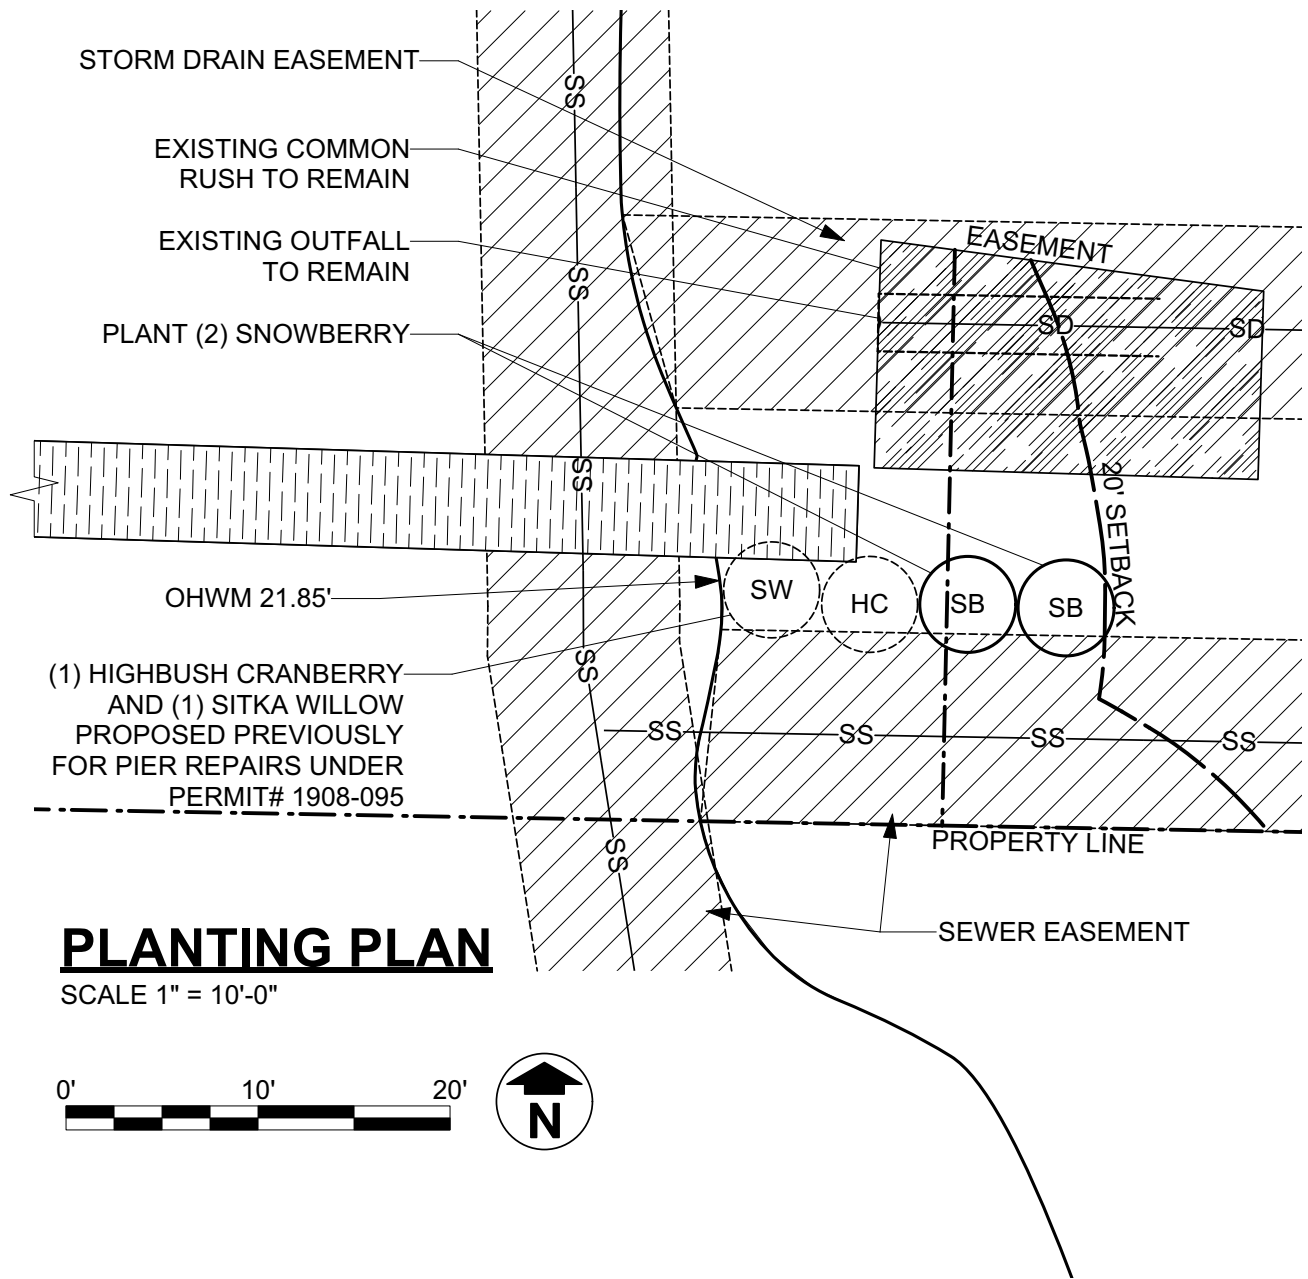 STORM DRAIN EASEMENT
EXISTING COMMON
RUSH TO REMAIN
EXISTING OUTFALL
TO REMAIN
PLANT (2) SNOWBERRY
OHWM 21.85'
(1) HIGHBUSH CRANBERRY
AND (1) SITKA WILLOW
PROPOSED PREVIOUSLY
FOR PIER REPAIRS UNDER
PERMIT# 1908-095
SS
SS
SS
SS
SS
EASEMENT
SD
SD
20' SETBACK
SW
HC
SB
SB
SS
SS
SS
SS
PROPERTY LINE
SEWER EASEMENT
PLANTING PLAN
SCALE 1" = 10'-0"
0'
10'
20'
N